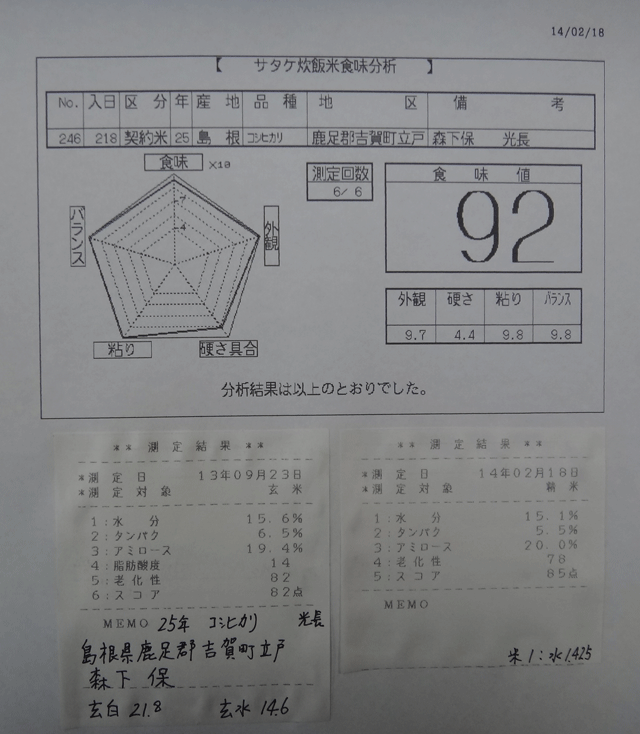 14/02/18
【 サタケ炊飯米食味分析 】
No. 入日 区分 年 産地 品種 地区 備考
246 218 契約米 25 島根 コシヒカリ 鹿足郡吉賀町立戸 森下保 光長
食味 ×10
7
4
バランス
外観
粘り
硬さ具合
測定回数
6/ 6
食味値
92
外観 硬さ 粘り バランス
9.7 4.4 9.8 9.8
分析結果は以上のとおりでした。
** 測定結果 **
*測定日 13年09月23日
*測定対象 玄米
1:水分 15.6%
2:タンパク 6.5%
3:アミロース 19.4%
4:脂肪酸度 14
5:老化性 82
6:スコア 82点
MEMO 25年 コシヒカリ 光長
島根県鹿足郡吉賀町立戸
森下 保
玄白 21.8 玄水 14.6
** 測定結果 **
*測定日 14年02月18日
*測定対象 精米
1:水分 15.1%
2:タンパク 5.5%
3:アミロース 20.0%
4:老化性 78
5:スコア 85点
MEMO
米1:水1.425